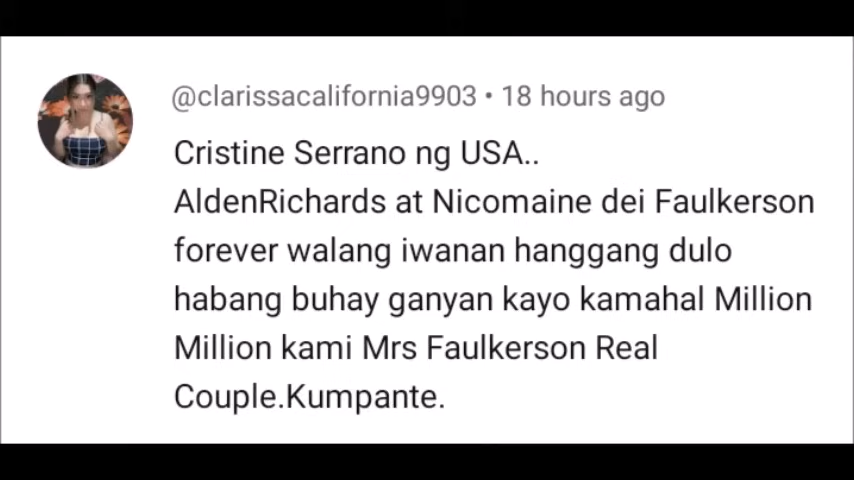 @clarissacalifornia9903 • 18 hours ago
Cristine Serrano ng USA..
AldenRichards at Nicomaine dei Faulkerson
forever walang iwanan hanggang dulo
habang buhay ganyan kayo kamahal Million
Million kami Mrs Faulkerson Real
Couple.Kumpante.